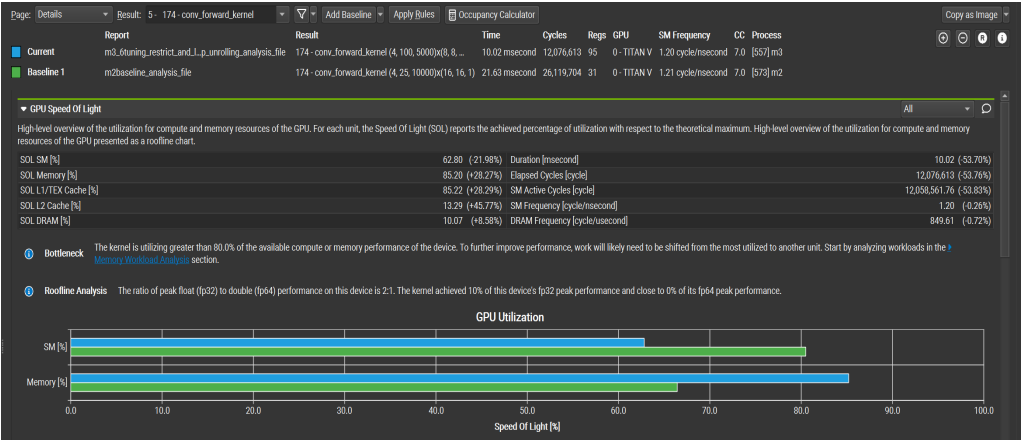 Page: Details Result: 5 - 174 - conv_forward_kernel Add Baseline Apply Rules Occupancy Calculator Copy as Image
Report Result Time Cycles Regs GPU SM Frequency CC Process
Current m3_6tuning_restrict_and_l...p_unrolling_analysis_file 174 - conv_forward_kernel (4, 100, 5000)x(8, 8, ... 10.02 msecond 12,076,613 95 0 - TITAN V 1.20 cycle/nsecond 7.0 [557] m3
Baseline 1 m2baseline_analysis_file 174 - conv_forward_kernel (4, 25, 10000)x(16, 16, 1) 21.63 msecond 26,119,704 31 0 - TITAN V 1.21 cycle/nsecond 7.0 [573] m2
GPU Speed Of Light All
High-level overview of the utilization for compute and memory resources of the GPU. For each unit, the Speed Of Light (SOL) reports the achieved percentage of utilization with respect to the theoretical maximum. High-level overview of the utilization for compute and memory
resources of the GPU presented as a roofline chart.
SOL SM [%] 62.80 (-21.98%) Duration [msecond] 10.02 (-53.70%)
SOL Memory [%] 85.20 (+28.27%) Elapsed Cycles [cycle] 12,076,613 (-53.76%)
SOL L1/TEX Cache [%] 85.22 (+28.29%) SM Active Cycles [cycle] 12,058,561.76 (-53.83%)
SOL L2 Cache [%] 13.29 (+45.77%) SM Frequency [cycle/nsecond] 1.20 (-0.26%)
SOL DRAM [%] 10.07 (+8.58%) DRAM Frequency [cycle/usecond] 849.61 (-0.72%)
Bottleneck The kernel is utilizing greater than 80.0% of the available compute or memory performance of the device. To further improve performance, work will likely need to be shifted from the most utilized to another unit. Start by analyzing workloads in the
Memory Workload Analysis section.
Roofline Analysis The ratio of peak float (fp32) to double (fp64) performance on this device is 2:1. The kernel achieved 10% of this device's fp32 peak performance and close to 0% of its fp64 peak performance.
GPU Utilization
SM [%]
Memory [%]
0.0 10.0 20.0 30.0 40.0 50.0 60.0 70.0 80.0 90.0 100.0
Speed Of Light [%]